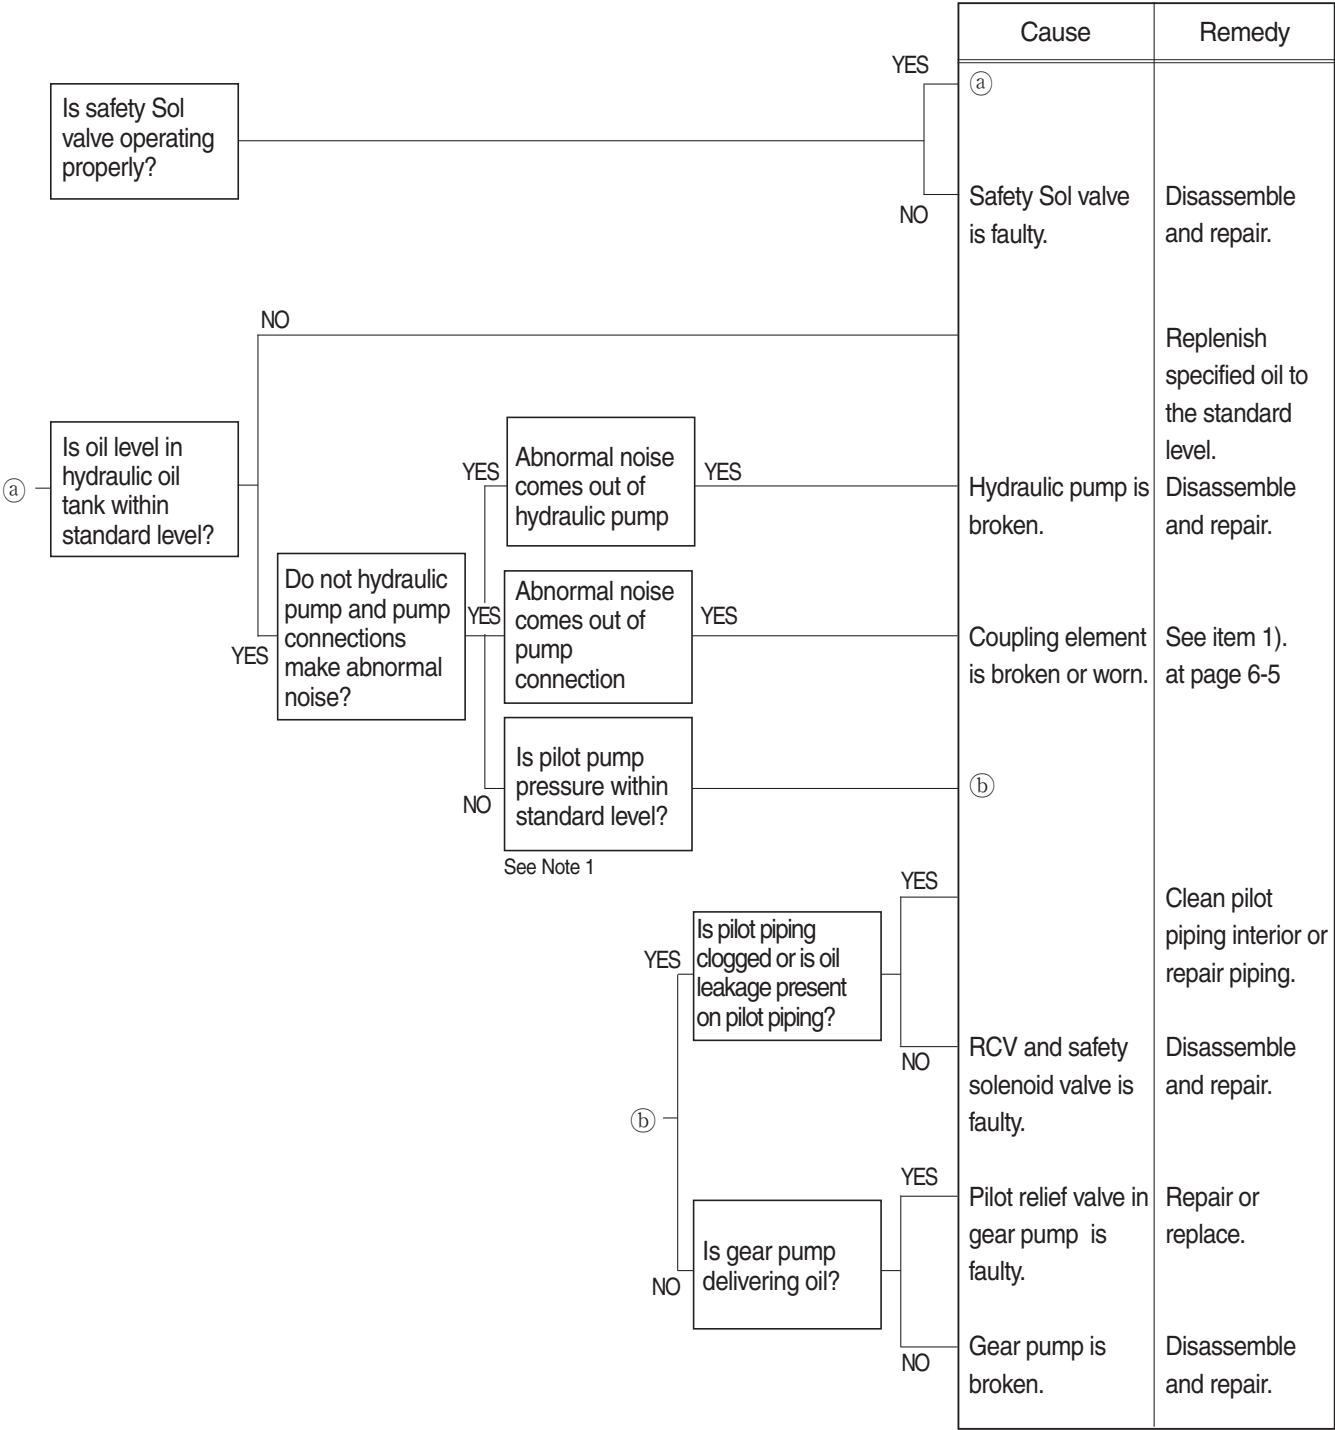 Cause
Remedy
YES
ⓐ
Is safety Sol
valve operating
properly?
NO
Safety Sol valve
is faulty.
Disassemble
and repair.
NO
Replenish
specified oil to
the standard
level.
ⓐ
Is oil level in
hydraulic oil
tank within
standard level?
YES
Abnormal noise
comes out of
hydraulic pump
YES
Hydraulic pump is
broken.
Disassemble
and repair.
YES
Do not hydraulic
pump and pump
connections
make abnormal
noise?
YES
Abnormal noise
comes out of
pump
connection
YES
Coupling element
is broken or worn.
See item 1).
at page 6-5
NO
Is pilot pump
pressure within
standard level?
See Note 1
ⓑ
YES
Is pilot piping
clogged or is oil
leakage present
on pilot piping?
YES
Clean pilot
piping interior or
repair piping.
NO
RCV and safety
solenoid valve is
faulty.
Disassemble
and repair.
ⓑ
NO
Is gear pump
delivering oil?
YES
Pilot relief valve in
gear pump is
faulty.
Repair or
replace.
NO
Gear pump is
broken.
Disassemble
and repair.